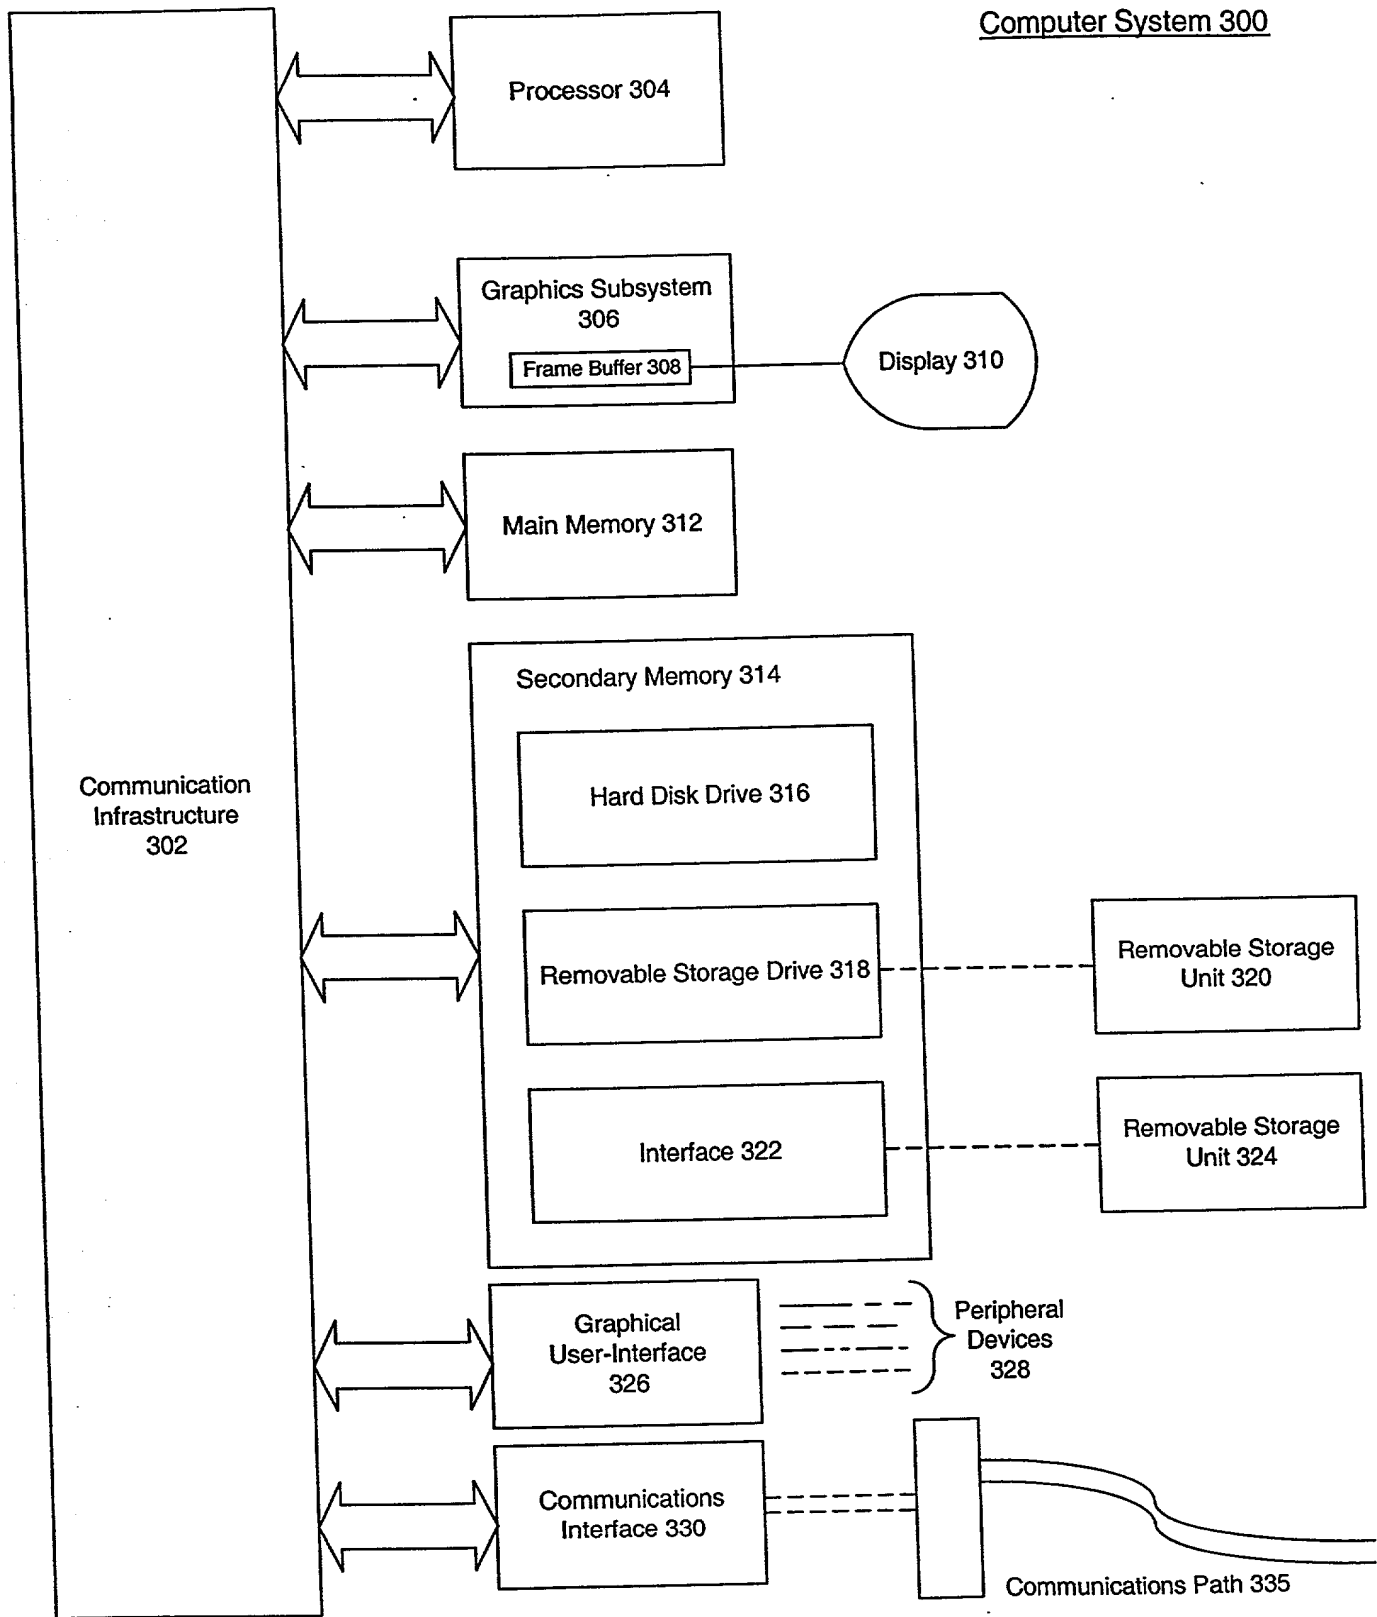 Computer System 300
Processor 304
Graphics Subsystem
306
Frame Buffer 308
Display 310
Main Memory 312
Secondary Memory 314
Hard Disk Drive 316
Communication
Infrastructure
302
Removable Storage Drive 318
Removable Storage
Unit 320
Interface 322
Removable Storage
Unit 324
Graphical
User-Interface
326
Peripheral
Devices
328
Communications
Interface 330
Communications Path 335